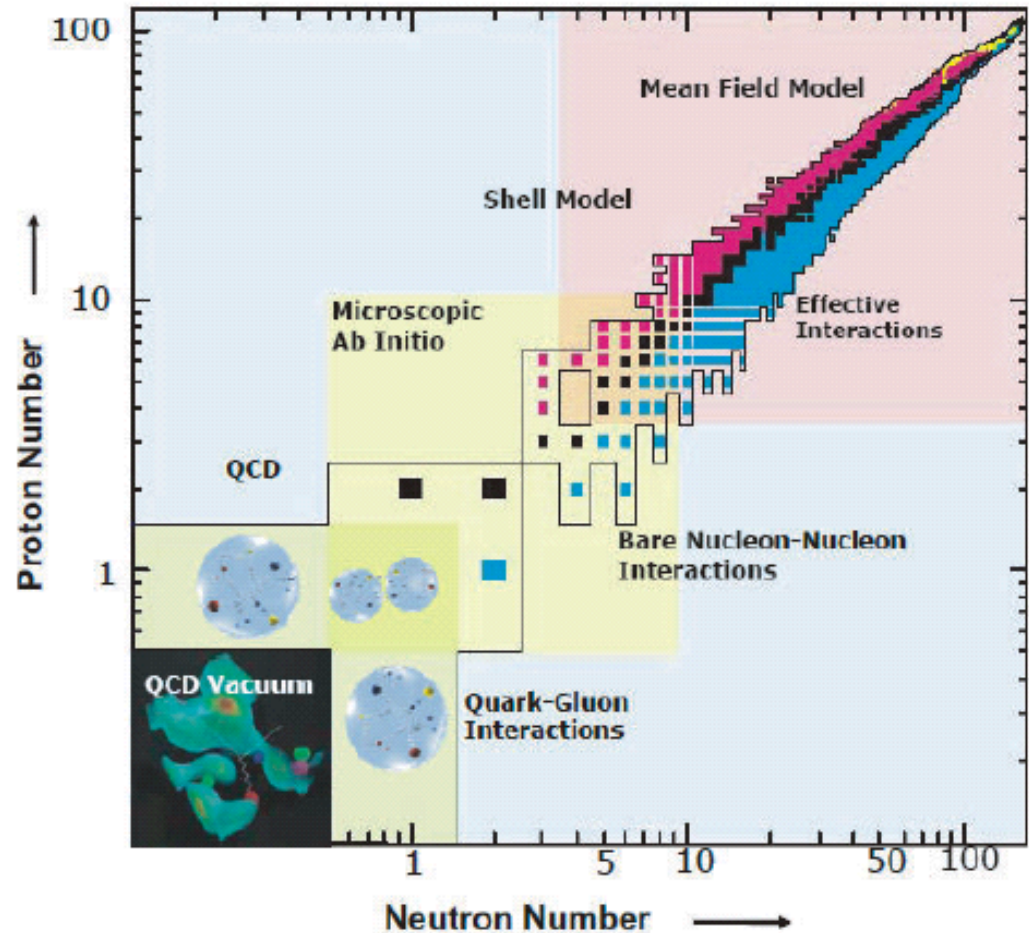 100
Mean Field Model
Shell Model
10
Microscopic
Ab Initio
Effective
Interactions
QCD
Bare Nucleon-Nucleon
Interactions
1
QCD Vacuum
Quark-Gluon
Interactions
1
5
10
50
100
Proton Number
Neutron Number